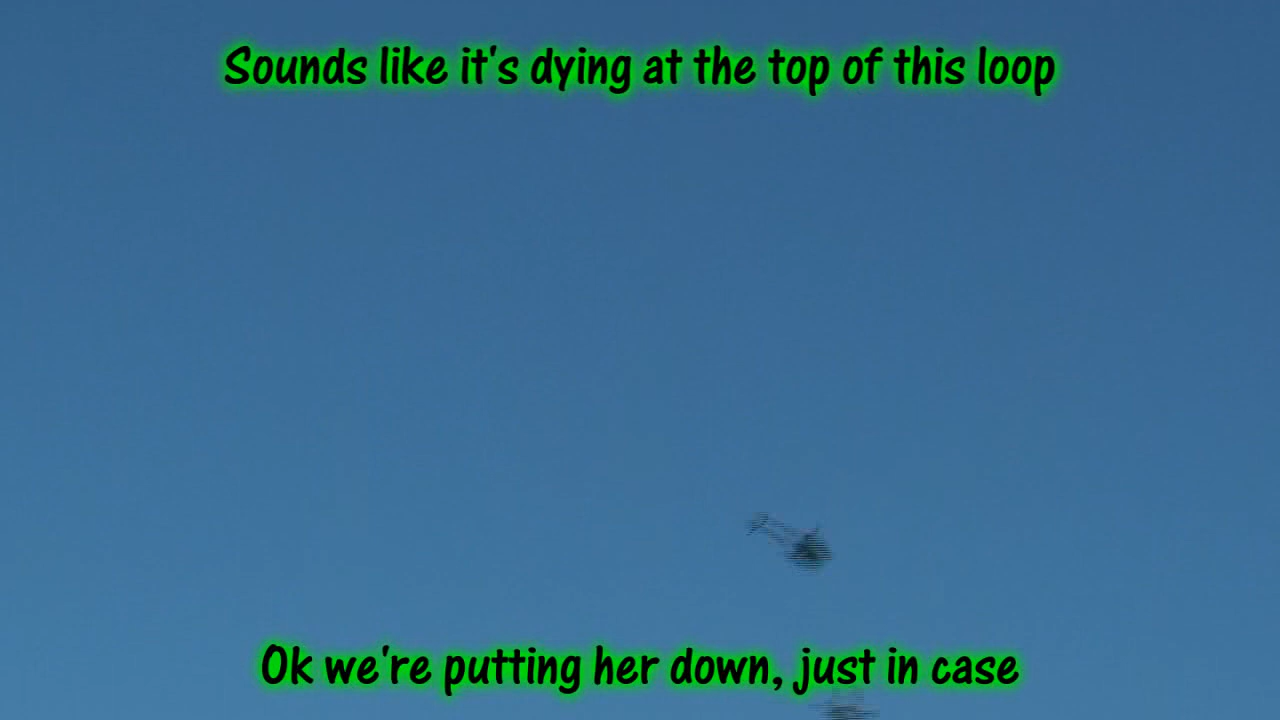 Sounds like it's dying at the top of this loop
Ok we're putting her down, just in case